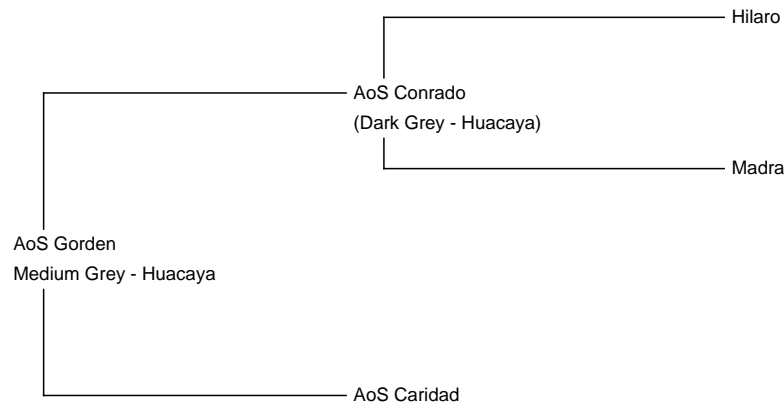 Hilaro
AoS Conrado
(Dark Grey - Huacaya)
Madra
AoS Gorden
Medium Grey - Huacaya
AoS Caridad